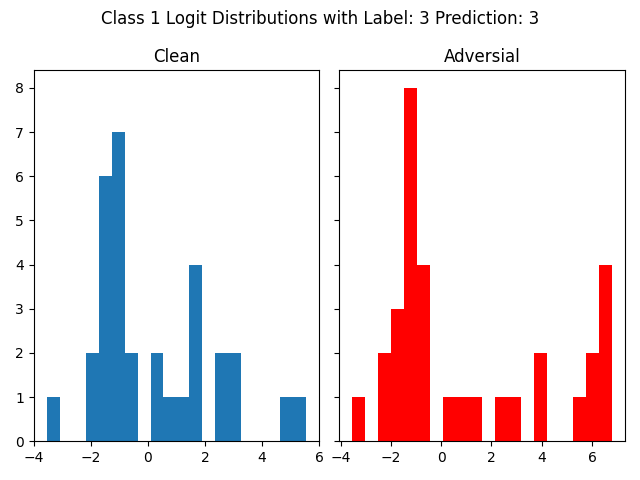 Class 1 Logit Distributions with Label: 3 Prediction: 3
Clean
Adversial
8
7
6
5
4
3
2
1
0
−4 −2 0 2 4 6
−4 −2 0 2 4 6